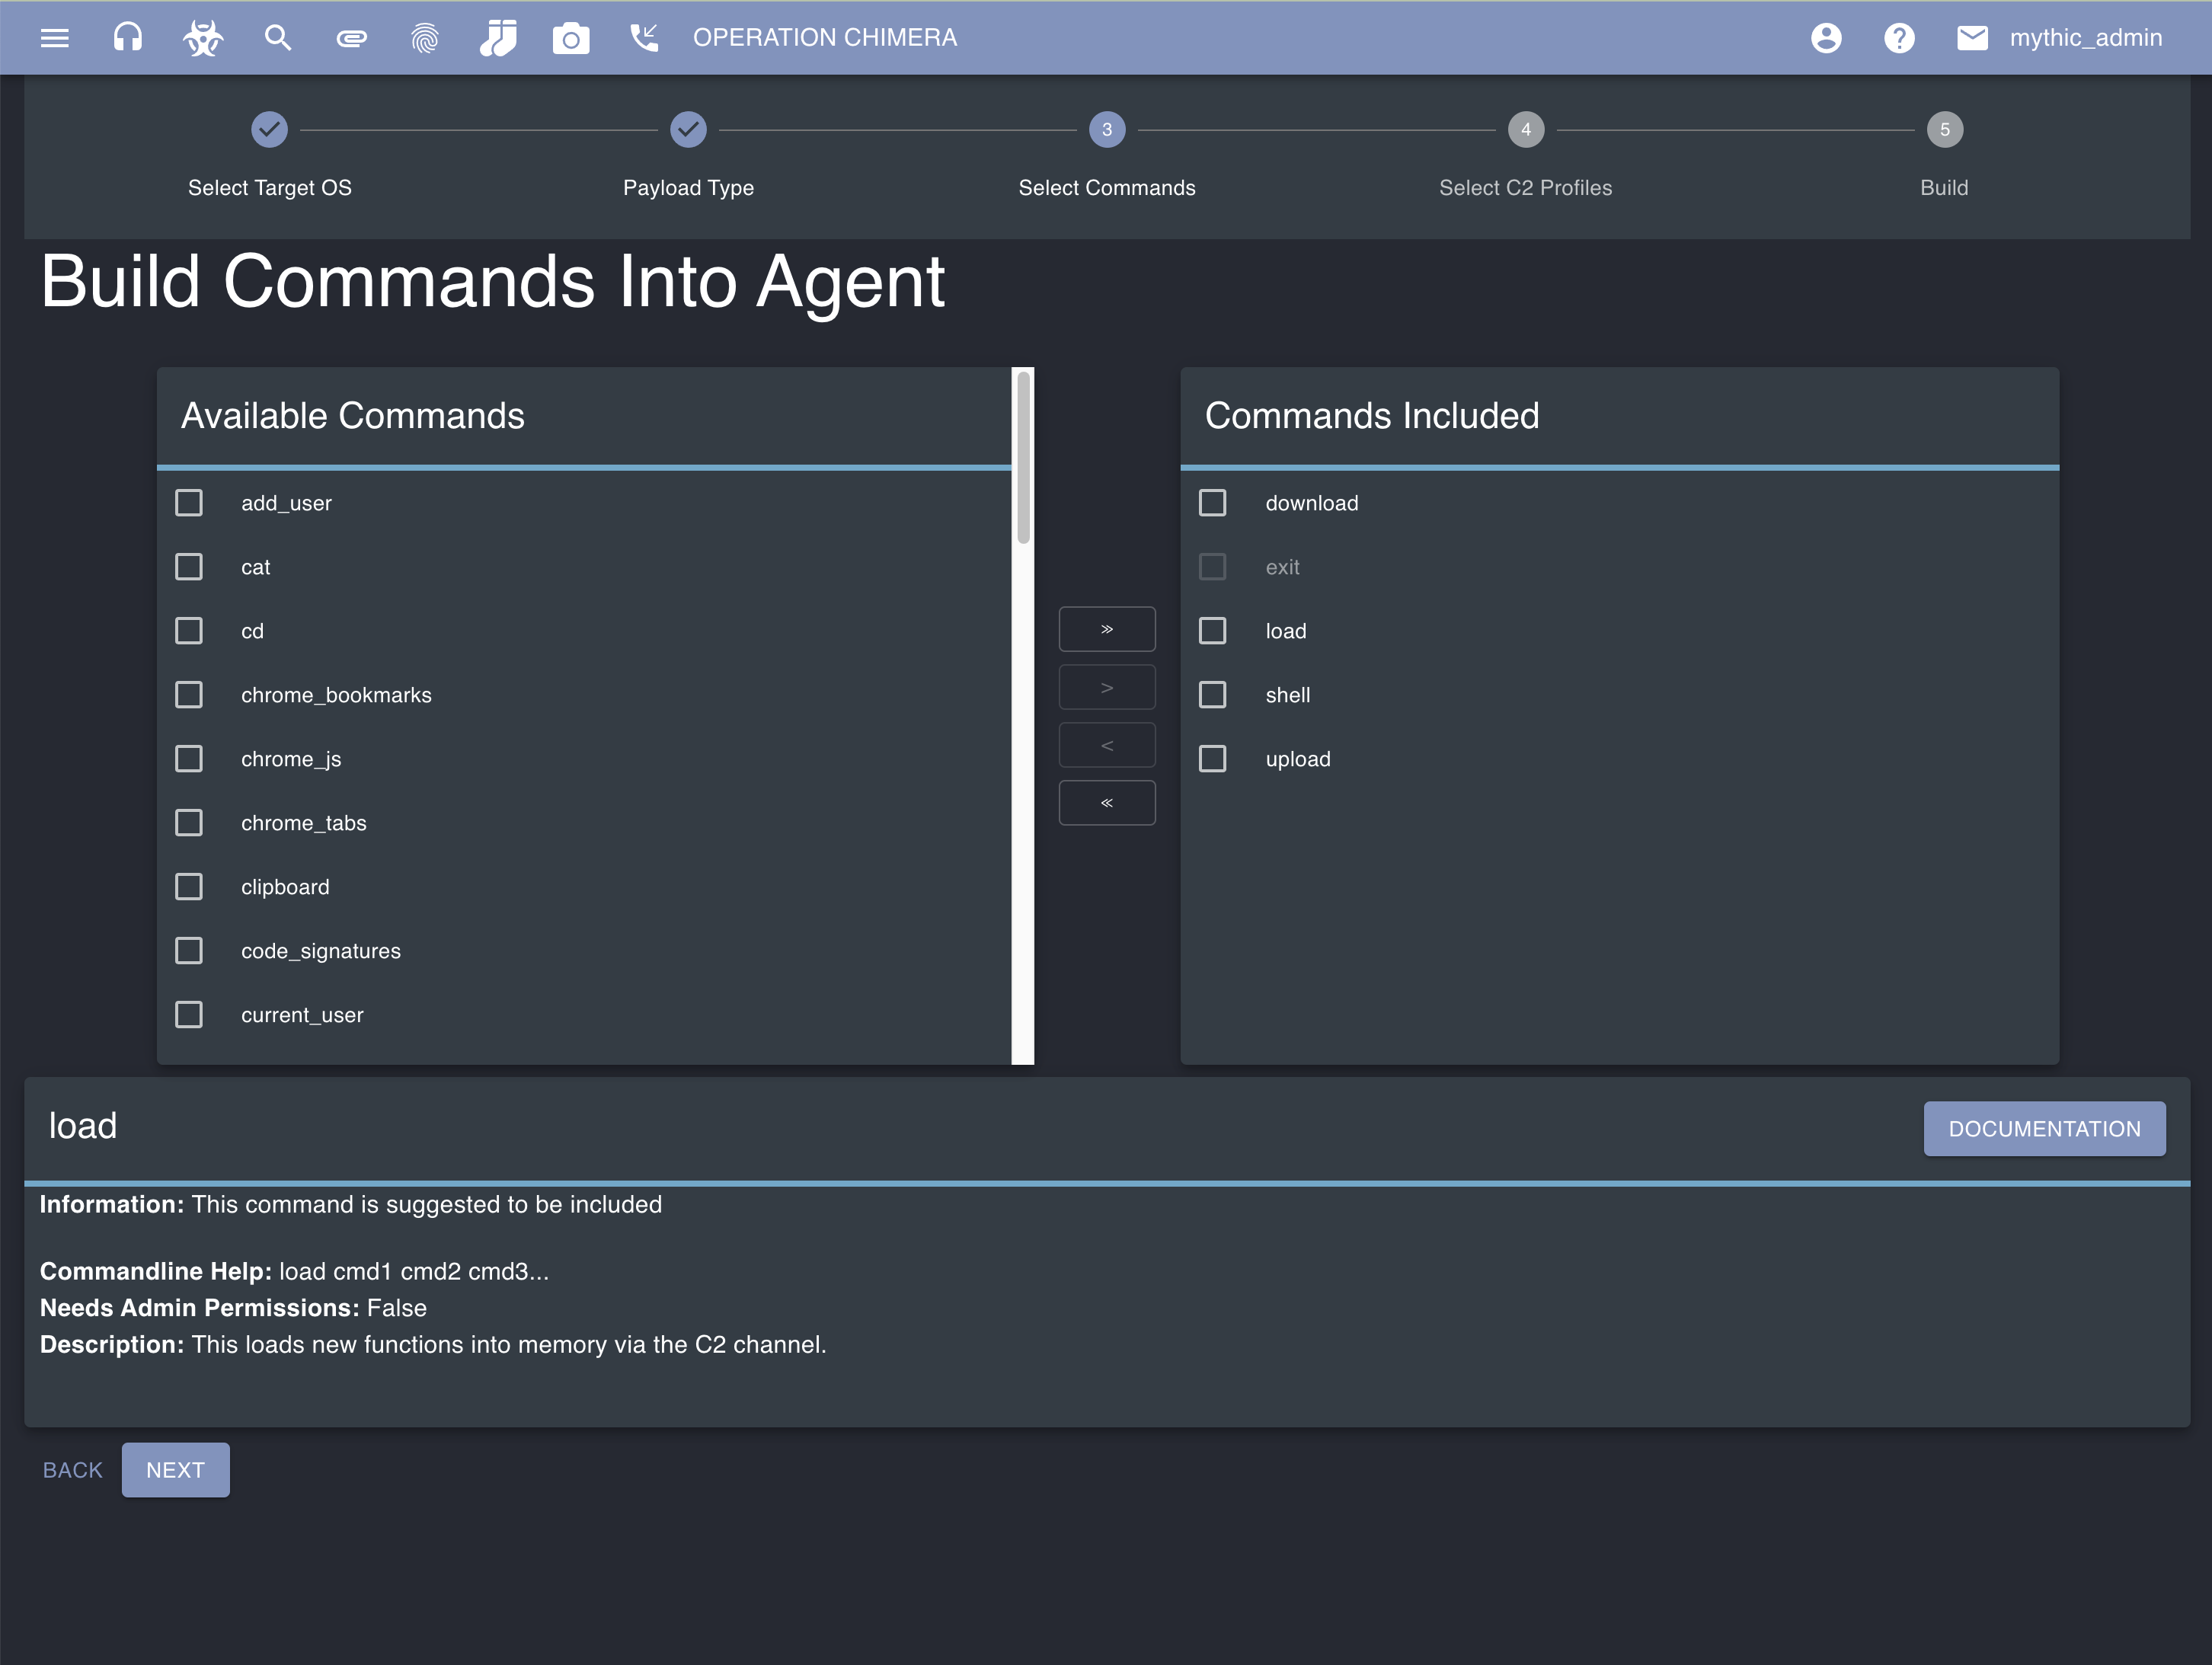 OPERATION CHIMERA
mythic_admin
3
4
5
Select Target OS
Payload Type
Select Commands
Select C2 Profiles
Build
Build Commands Into Agent
Available Commands
add_user
cat
cd
chrome_bookmarks
chrome_js
chrome_tabs
clipboard
code_signatures
current_user
≫
>
<
≪
Commands Included
download
exit
load
shell
upload
load
DOCUMENTATION
Information: This command is suggested to be included
Commandline Help: load cmd1 cmd2 cmd3...
Needs Admin Permissions: False
Description: This loads new functions into memory via the C2 channel.
BACK
NEXT